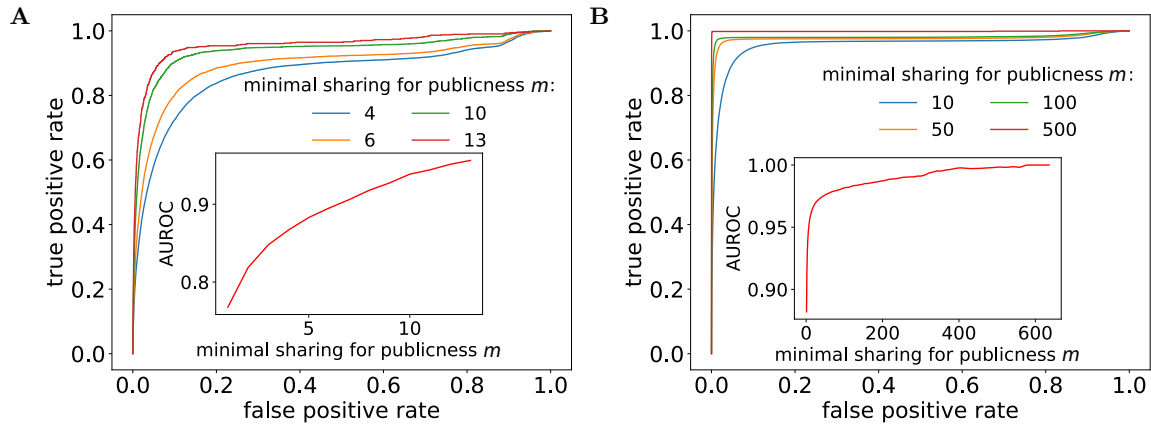 A
1.0
0.8
0.6
0.4
0.2
0.0
true positive rate
minimal sharing for publicness m:
4 10
6 13
AUROC
0.9
0.8
5 10
minimal sharing for publicness m
0.0 0.2 0.4 0.6 0.8 1.0
false positive rate
B
1.0
0.8
0.6
0.4
0.2
0.0
true positive rate
minimal sharing for publicness m:
10 100
50 500
AUROC
1.00
0.95
0.90
0 200 400 600
minimal sharing for publicness m
0.0 0.2 0.4 0.6 0.8 1.0
false positive rate